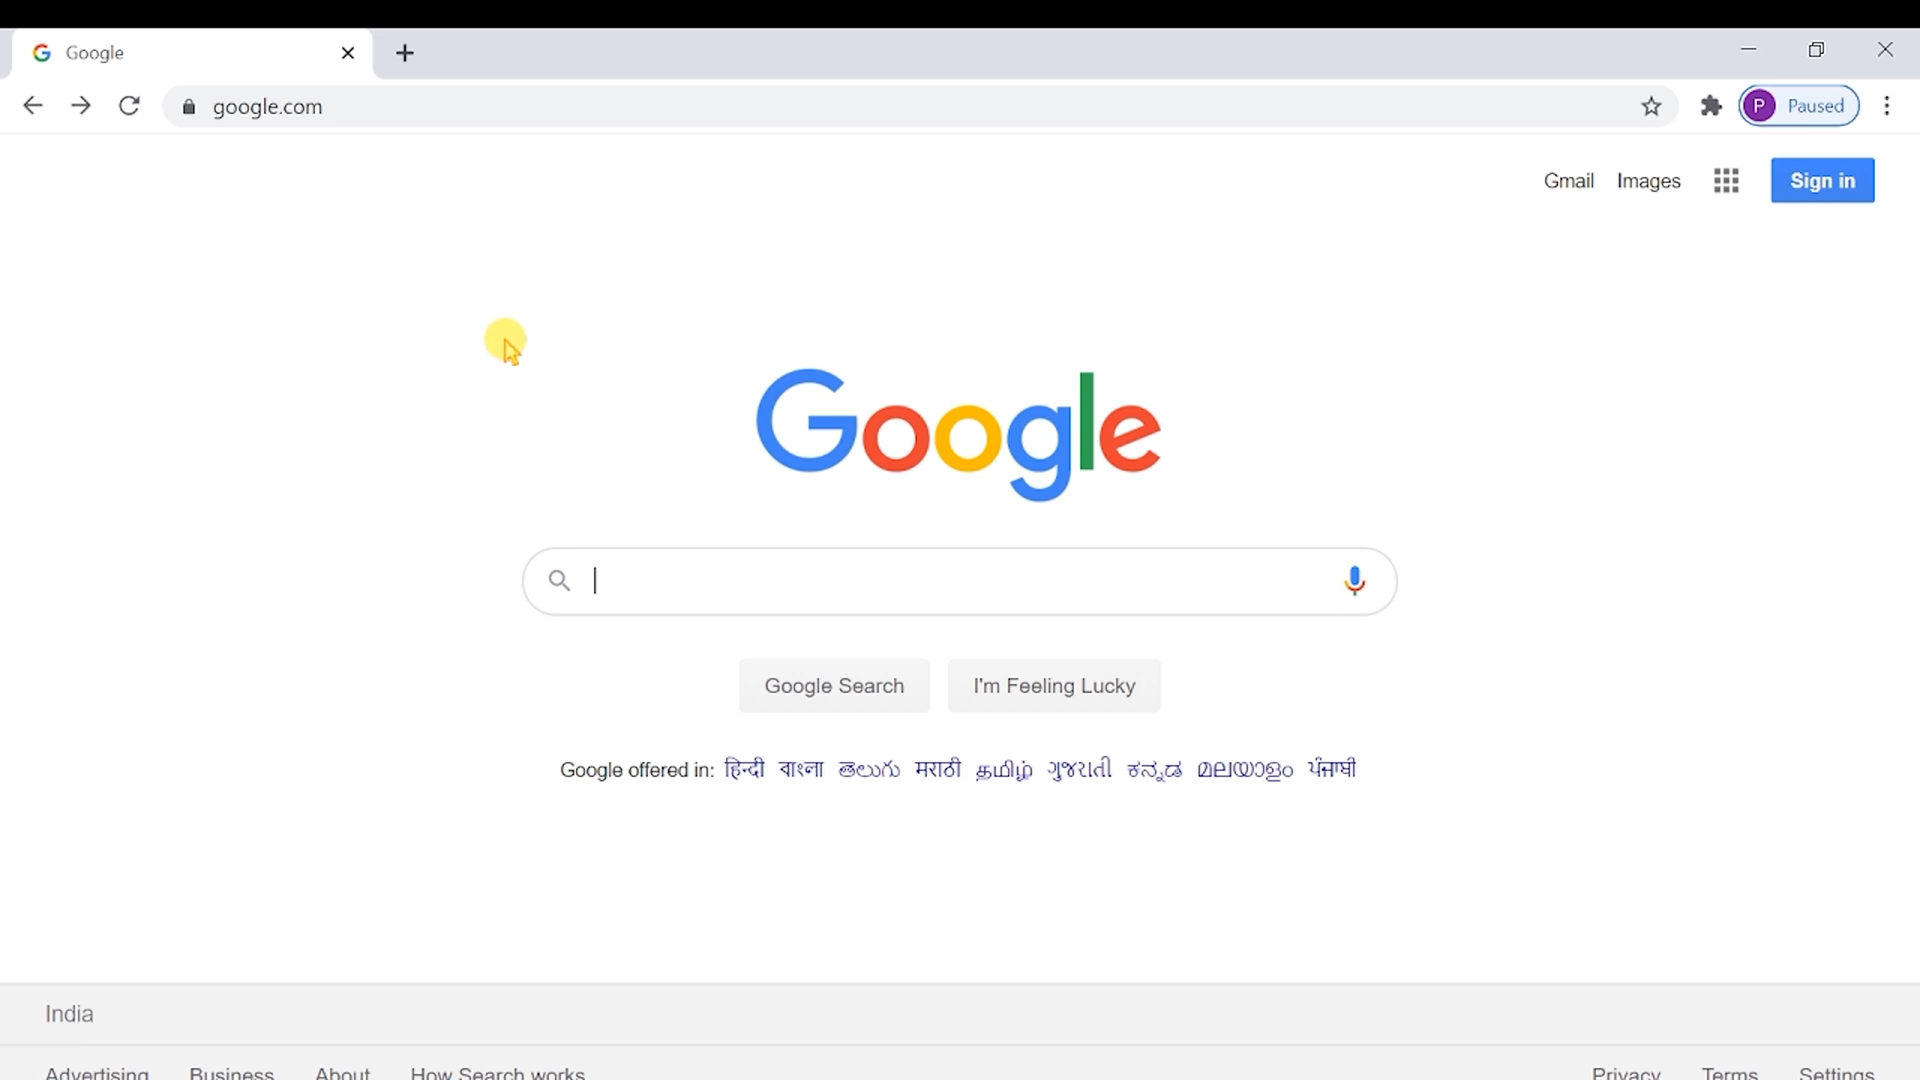 Google
google.com
P Paused
Gmail Images
Sign in
Google
Google Search I'm Feeling Lucky
Google offered in: हिन्दी বাংলা తెలుగు मराठी தமிழ் ગુજરાતી ಕನ್ನಡ മലയാളം ਪੰਜਾਬੀ
India
Advertising Business About How Search works Privacy Terms Settings